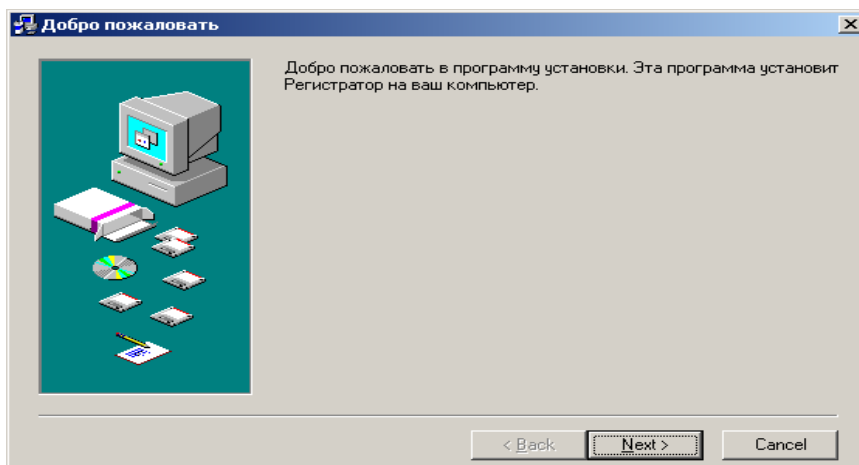 Добро пожаловать
Добро пожаловать в программу установки. Эта программа установит
Регистратор на ваш компьютер.
< Back
Next >
Cancel